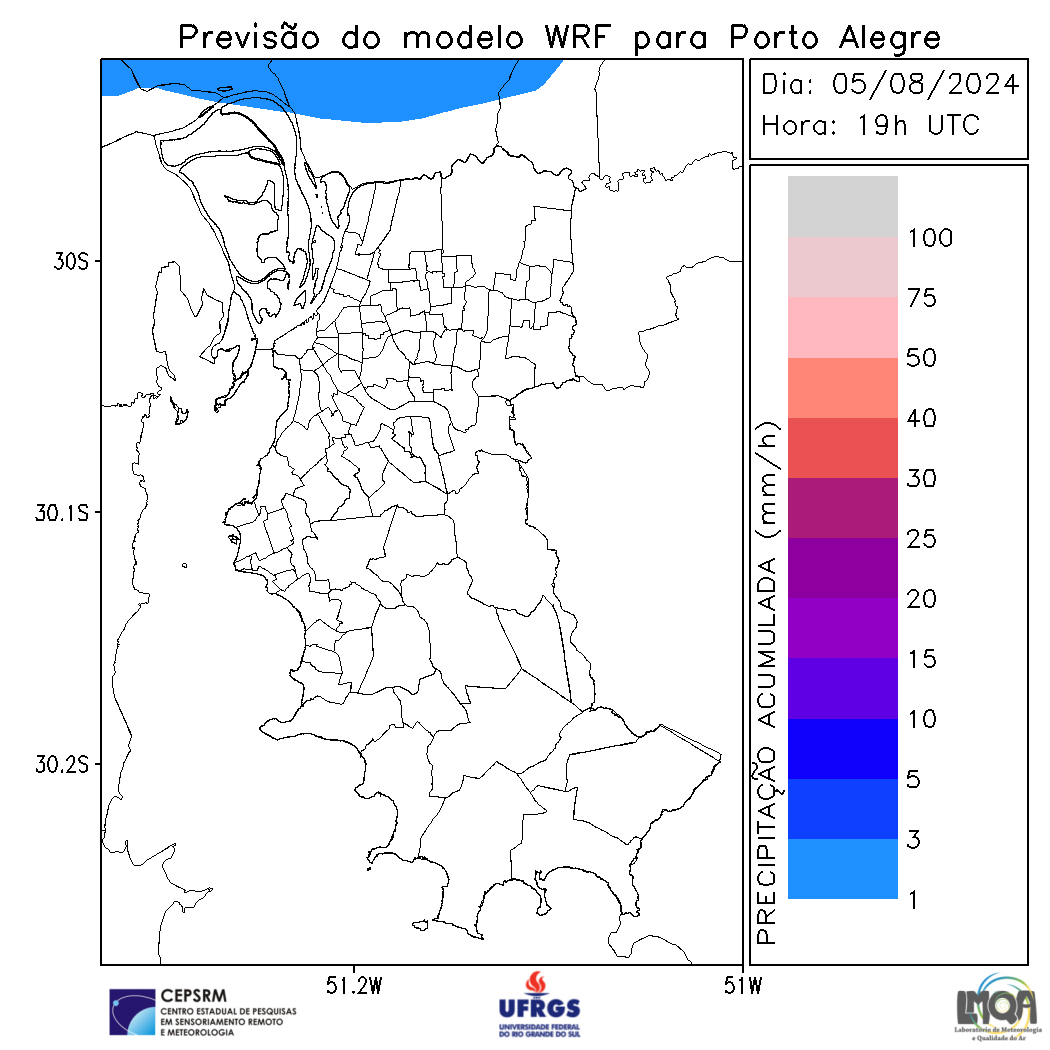 Previsão do modelo WRF para Porto Alegre
Dia: 05/08/2024
Hora: 19h UTC
30S
30.1S
30.2S
51.2W
51W
PRECIPITAÇÃO ACUMULADA (mm/h)
100
75
50
40
30
25
20
15
10
5
3
1
CEPSRM
CENTRO ESTADUAL DE PESQUISAS
EM SENSORIAMENTO REMOTO
E METEOROLOGIA
UFRGS
UNIVERSIDADE FEDERAL
DO RIO GRANDE DO SUL
LMQA
Laboratório de Meteorologia
e Qualidade do Ar